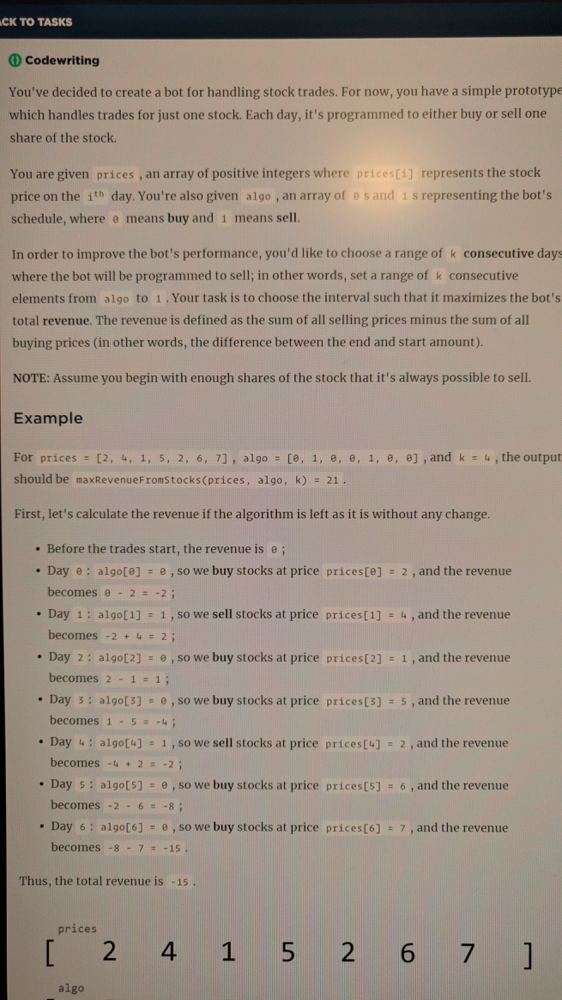 CK TO TASKS
Codewriting
You've decided to create a bot for handling stock trades. For now, you have a simple prototype
which handles trades for just one stock. Each day, it's programmed to either buy or sell one
share of the stock.
You are given prices , an array of positive integers where prices[i] represents the stock
price on the iᵗʰ day. You're also given algo , an array of 0 s and 1 s representing the bot's
schedule, where 0 means buy and 1 means sell.
In order to improve the bot's performance, you'd like to choose a range of k consecutive days
where the bot will be programmed to sell; in other words, set a range of k consecutive
elements from algo to 1 . Your task is to choose the interval such that it maximizes the bot's
total revenue. The revenue is defined as the sum of all selling prices minus the sum of all
buying prices (in other words, the difference between the end and start amount).
NOTE: Assume you begin with enough shares of the stock that it's always possible to sell.
Example
For prices = [2, 4, 1, 5, 2, 6, 7] , algo = [0, 1, 0, 0, 1, 0, 0] , and k = 4 , the output
should be maxRevenueFromStocks(prices, algo, k) = 21 .
First, let's calculate the revenue if the algorithm is left as it is without any change.
• Before the trades start, the revenue is 0 ;
• Day 0 : algo[0] = 0 , so we buy stocks at price prices[0] = 2 , and the revenue
becomes 0 - 2 = -2 ;
• Day 1 : algo[1] = 1 , so we sell stocks at price prices[1] = 4 , and the revenue
becomes -2 + 4 = 2 ;
• Day 2 : algo[2] = 0 , so we buy stocks at price prices[2] = 1 , and the revenue
becomes 2 - 1 = 1 ;
• Day 3 : algo[3] = 0 , so we buy stocks at price prices[3] = 5 , and the revenue
becomes 1 - 5 = -4 ;
• Day 4 : algo[4] = 1 , so we sell stocks at price prices[4] = 2 , and the revenue
becomes -4 + 2 = -2 ;
• Day 5 : algo[5] = 0 , so we buy stocks at price prices[5] = 6 , and the revenue
becomes -2 - 6 = -8 ;
• Day 6 : algo[6] = 0 , so we buy stocks at price prices[6] = 7 , and the revenue
becomes -8 - 7 = -15 .
Thus, the total revenue is -15 .
prices
[ 2 4 1 5 2 6 7 ]
algo